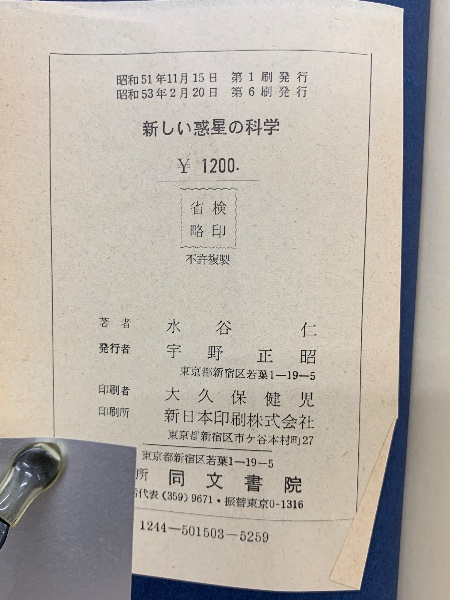 昭和51年11月15日 第1刷発行
昭和53年2月20日 第6刷発行
新しい惑星の科学
¥ 1200.
検印
省略
不許複製
著者 水谷 仁
発行者 宇野正昭
東京都新宿区若葉1―19―5
印刷者 大久保健児
印刷所 新日本印刷株式会社
東京都新宿区市ケ谷本村町27
東京都新宿区若葉1―19―5
所 同文書院
代表 (359) 9671・振替東京0-1316
1244―501503―5259